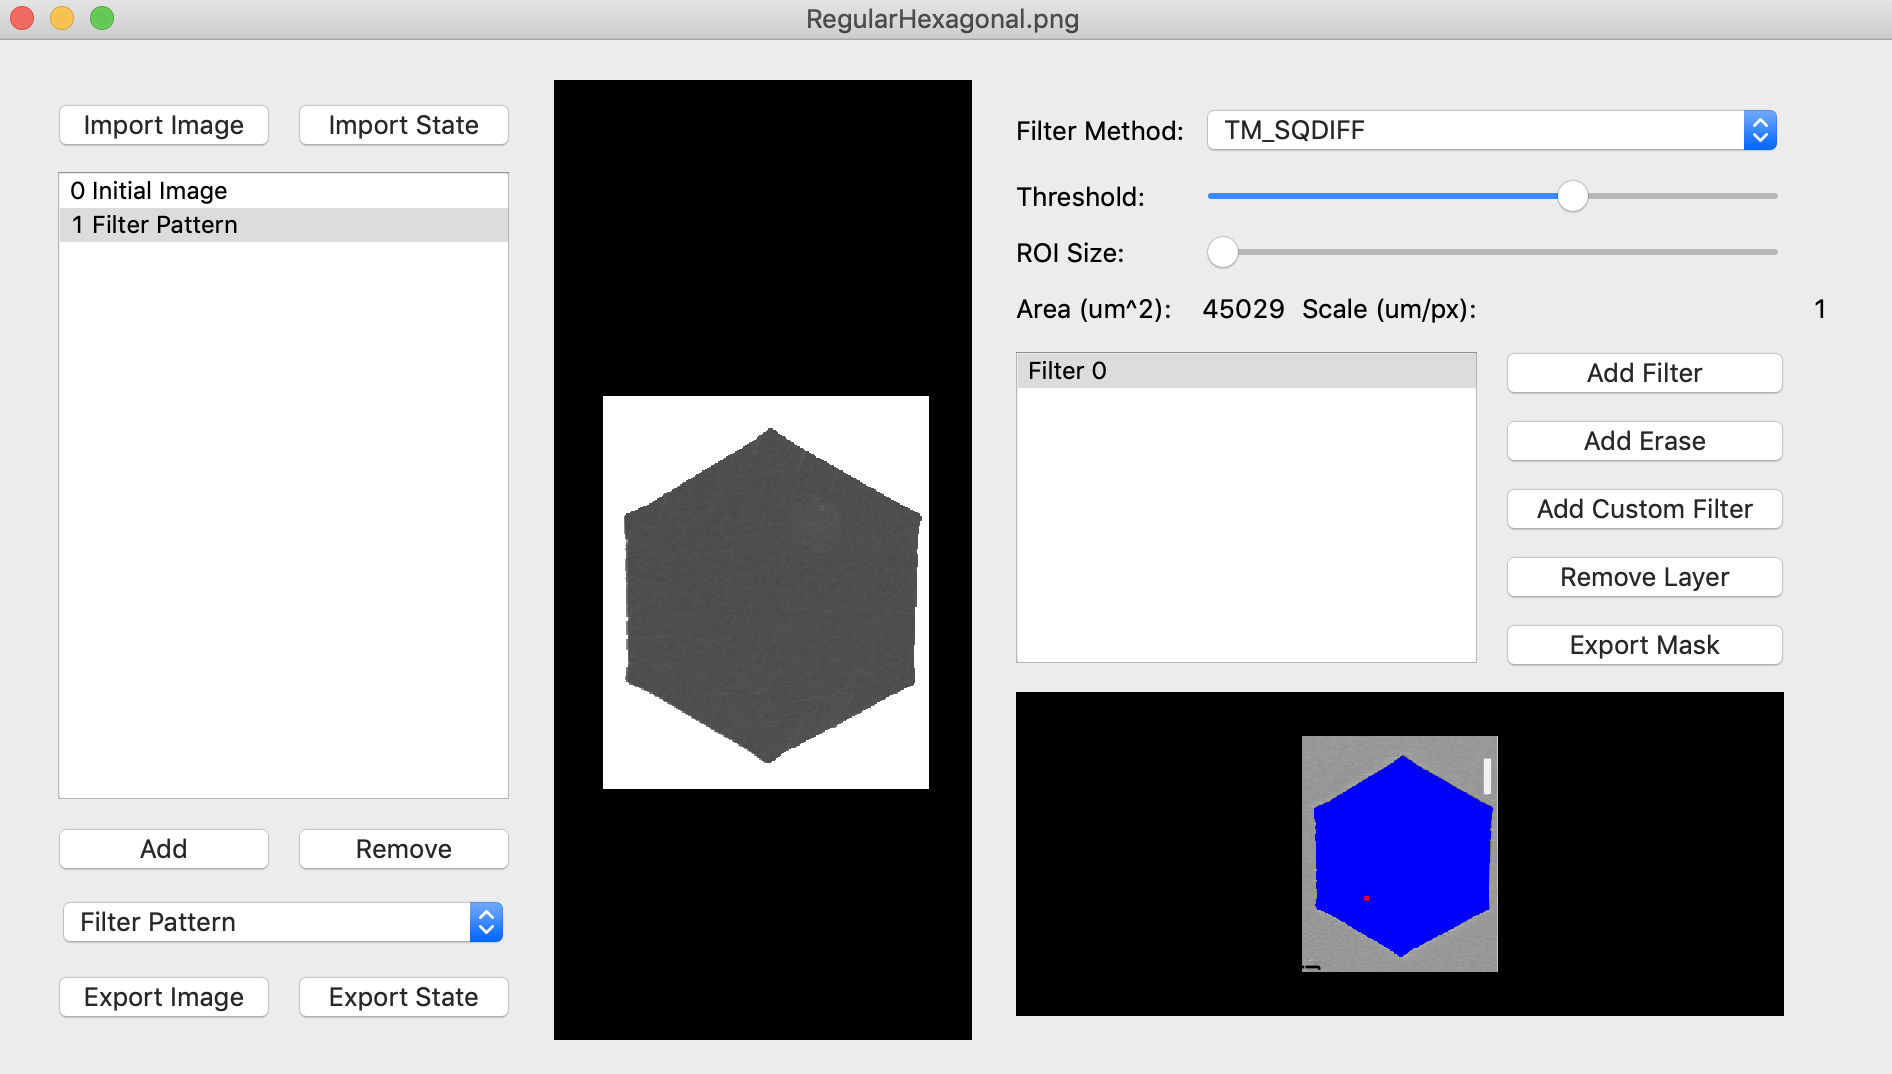 RegularHexagonal.png
Import Image
Import State
0 Initial Image
1 Filter Pattern
Add
Remove
Filter Pattern
Export Image
Export State
Filter Method:
TM_SQDIFF
Threshold:
ROI Size:
Area (um^2): 45029 Scale (um/px): 1
Filter 0
Add Filter
Add Erase
Add Custom Filter
Remove Layer
Export Mask